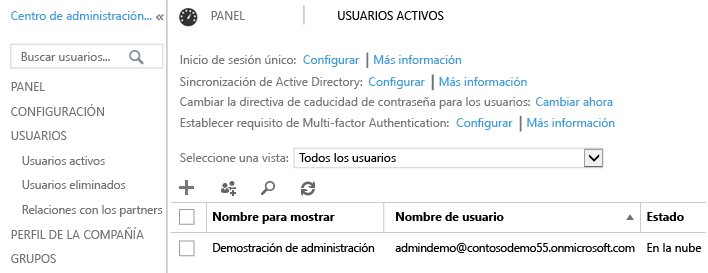 Centro de administración... «
Buscar usuarios...
PANEL
CONFIGURACIÓN
USUARIOS
Usuarios activos
Usuarios eliminados
Relaciones con los partners
PERFIL DE LA COMPAÑÍA
GRUPOS
PANEL | USUARIOS ACTIVOS
Inicio de sesión único: Configurar | Más información
Sincronización de Active Directory: Configurar | Más información
Cambiar la directiva de caducidad de contraseña para los usuarios: Cambiar ahora
Establecer requisito de Multi-factor Authentication: Configurar | Más información
Seleccione una vista: Todos los usuarios
Nombre para mostrar Nombre de usuario Estado
Demostración de administración admindemo@contosodemo55.onmicrosoft.com En la nube